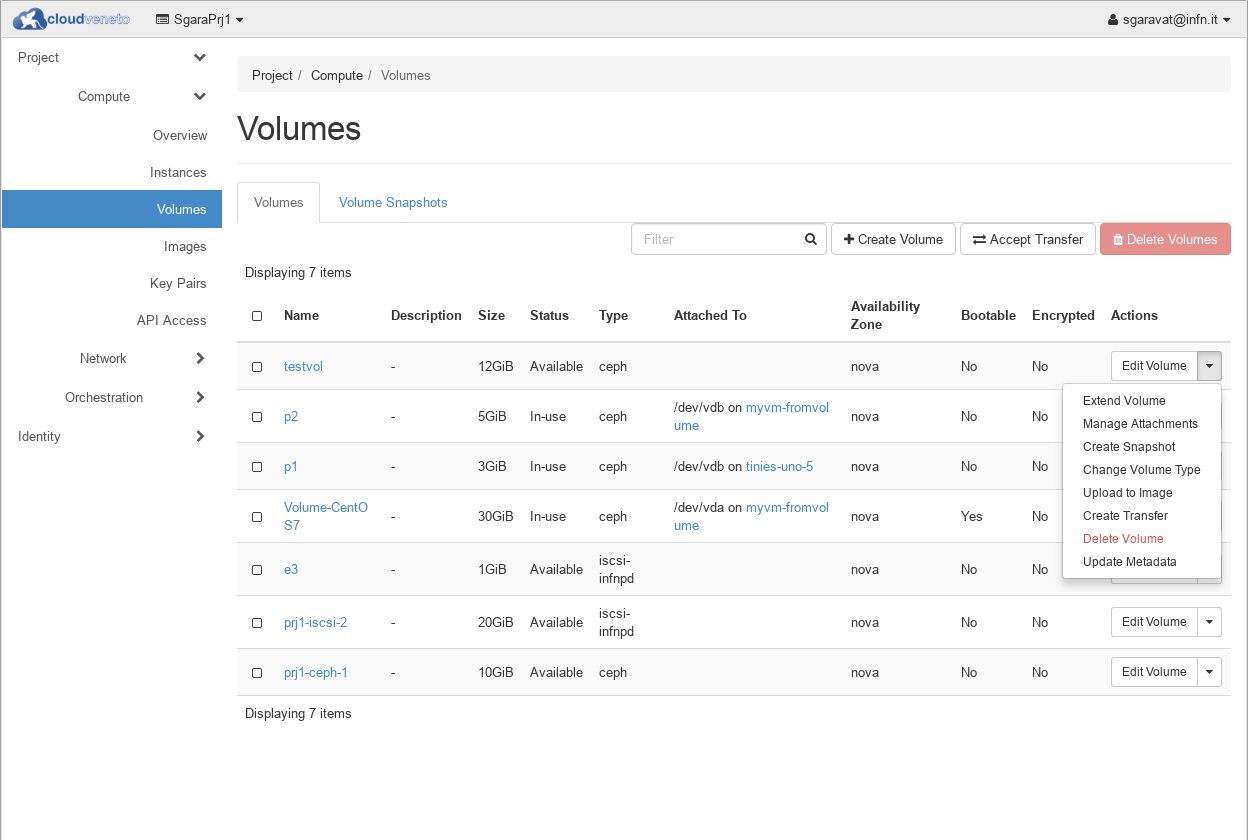 cloudveneto SgaraPrj1 sgaravat@infn.it
Project
Compute
Overview
Instances
Volumes
Images
Key Pairs
API Access
Network
Orchestration
Identity
Project / Compute / Volumes
Volumes
Volumes Volume Snapshots
Filter Create Volume Accept Transfer Delete Volumes
Displaying 7 items
Name Description Size Status Type Attached To Availability Zone Bootable Encrypted Actions
testvol - 12GiB Available ceph nova No No Edit Volume
p2 - 5GiB In-use ceph /dev/vdb on myvm-fromvol
ume nova No No
p1 - 3GiB In-use ceph /dev/vdb on tinies-uno-5 nova No No
Volume-CentO
S7 - 30GiB In-use ceph /dev/vda on myvm-fromvol
ume nova Yes No
e3 - 1GiB Available iscsi-
infnpd nova No No
prj1-iscsi-2 - 20GiB Available iscsi-
infnpd nova No No Edit Volume
prj1-ceph-1 - 10GiB Available ceph nova No No Edit Volume
Extend Volume
Manage Attachments
Create Snapshot
Change Volume Type
Upload to Image
Create Transfer
Delete Volume
Update Metadata
Displaying 7 items